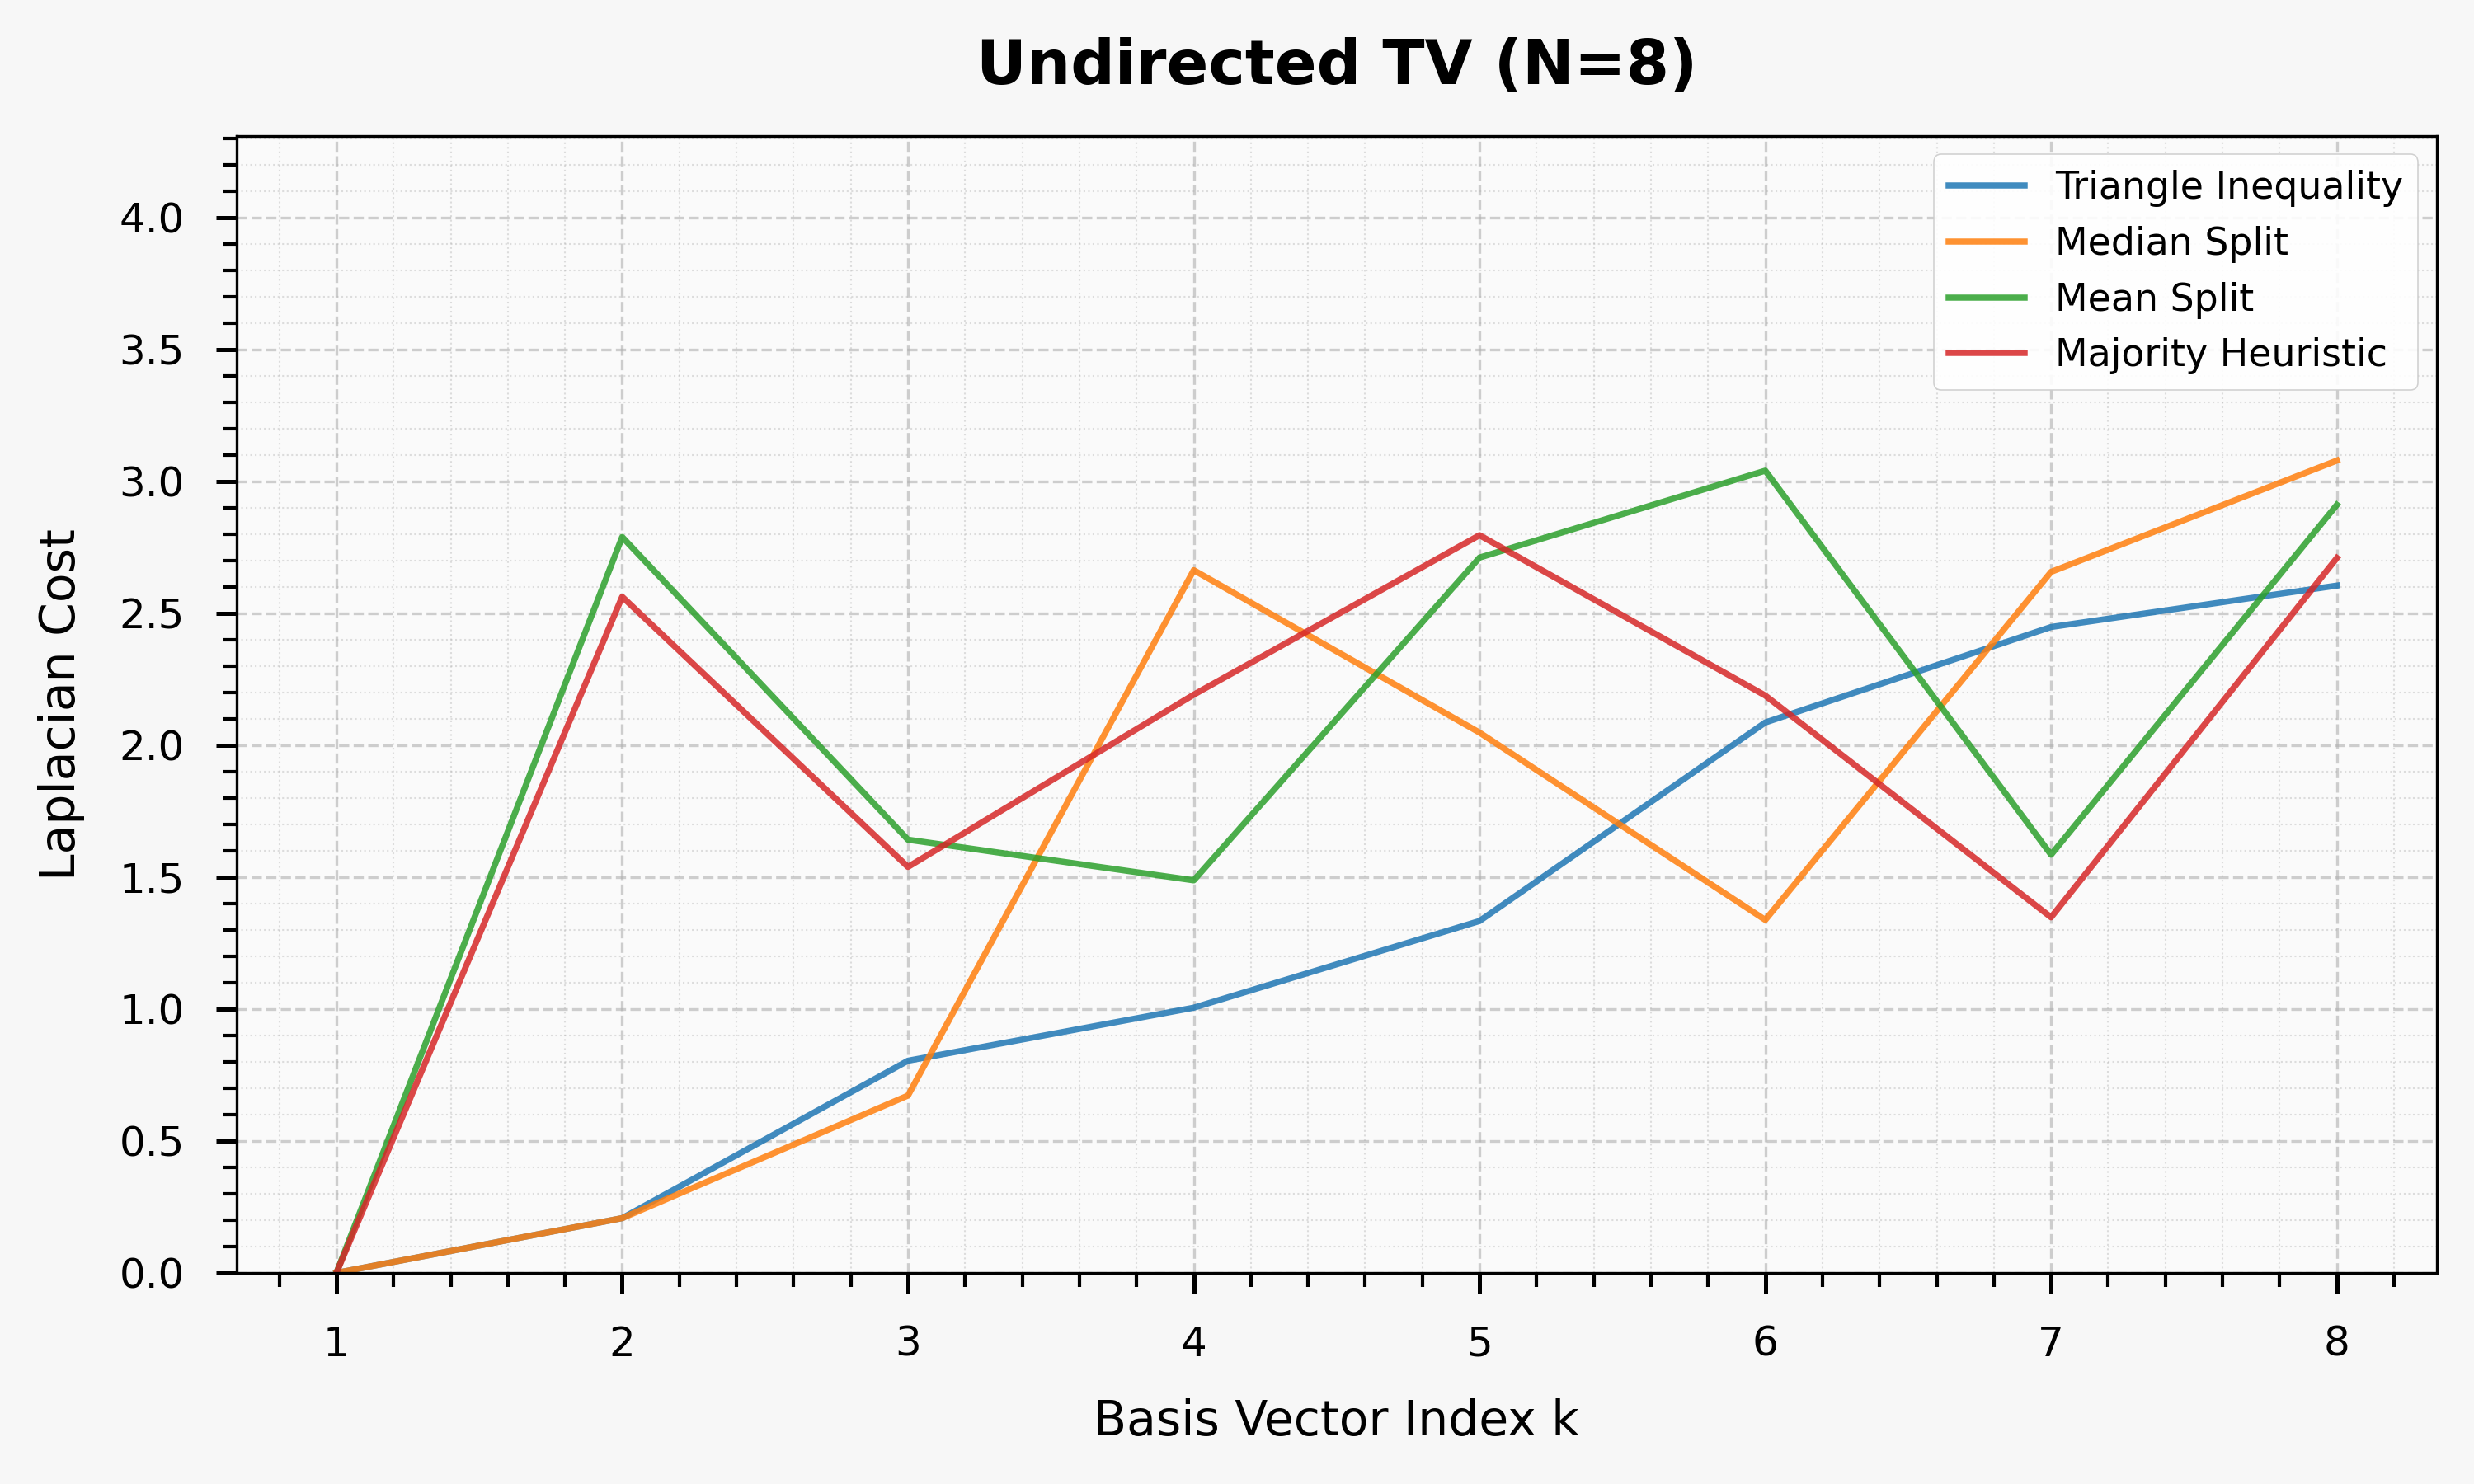 Undirected TV (N=8)
Triangle Inequality
Median Split
Mean Split
Majority Heuristic
Laplacian Cost
4.0
3.5
3.0
2.5
2.0
1.5
1.0
0.5
0.0
1 2 3 4 5 6 7 8
Basis Vector Index k